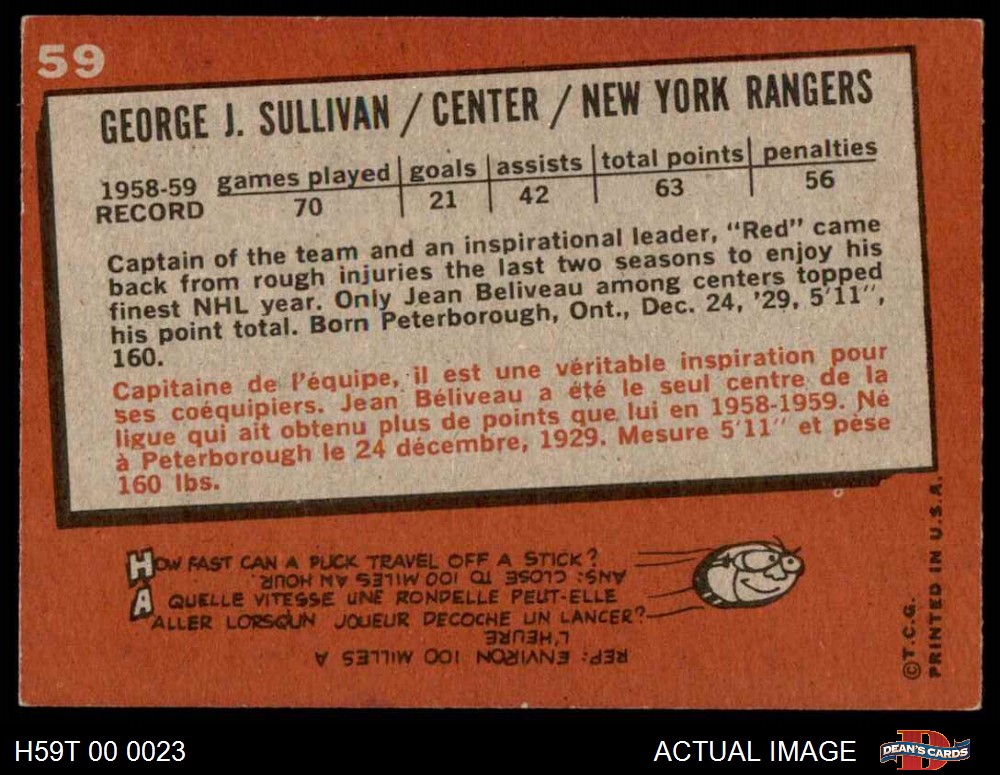 59
GEORGE J. SULLIVAN / CENTER / NEW YORK RANGERS
1958-59 RECORD games played goals assists total points penalties
70 21 42 63 56
Captain of the team and an inspirational leader, “Red” came
back from rough injuries the last two seasons to enjoy his
finest NHL year. Only Jean Beliveau among centers topped
his point total. Born Peterborough, Ont., Dec. 24, ’29, 5’11”,
160.
Capitaine de l’équipe, il est une véritable inspiration pour
ses coéquipiers. Jean Béliveau a été le seul centre de la
ligue qui ait obtenu plus de points que lui en 1958-1959. Né
à Peterborough le 24 décembre, 1929. Mesure 5’11” et pèse
160 lbs.
HOW FAST CAN A PUCK TRAVEL OFF A STICK?
ANS: CLOSE TO 100 MILES AN HOUR.
A QUELLE VITESSE UNE RONDELLE PEUT-ELLE
ALLER LORSQUN JOUEUR DECOCHE UN LANCER?
REP: ENVIRON 100 MILLES A
L'HEURE
©T.C.G.
PRINTED IN U.S.A.
H59T 00 0023
ACTUAL IMAGE
DEAN'S CARDS